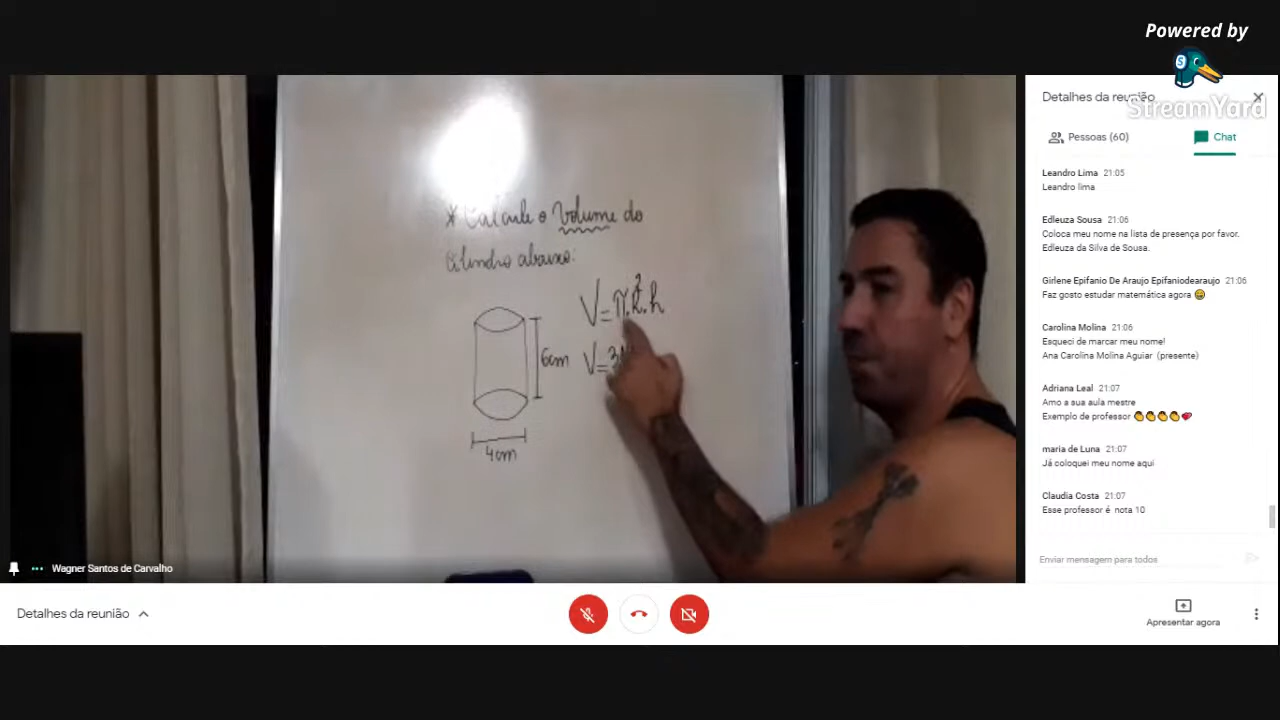 Powered by
StreamYard
* Calcule o Volume do
Cilindro abaixo:
V=π.R².h
6cm
V=3
4cm
Wagner Santos de Carvalho
Detalhes da reunião
Pessoas (60)
Chat
Leandro Lima 21:05
Leandro lima
Edleuza Sousa 21:06
Coloca meu nome na lista de presença por favor.
Edleuza da Silva de Sousa.
Girlene Epifanio De Araujo Epifaniodearaujo 21:06
Faz gosto estudar matemática agora 😄
Carolina Molina 21:06
Esqueci de marcar meu nome!
Ana Carolina Molina Aguiar (presente)
Adriana Leal 21:07
Amo a sua aula mestre
Exemplo de professor 👏👏👏👏💝
maria de Luna 21:07
Já coloquei meu nome aqui
Claudia Costa 21:07
Esse professor é nota 10
Enviar mensagem para todos
Detalhes da reunião
Apresentar agora